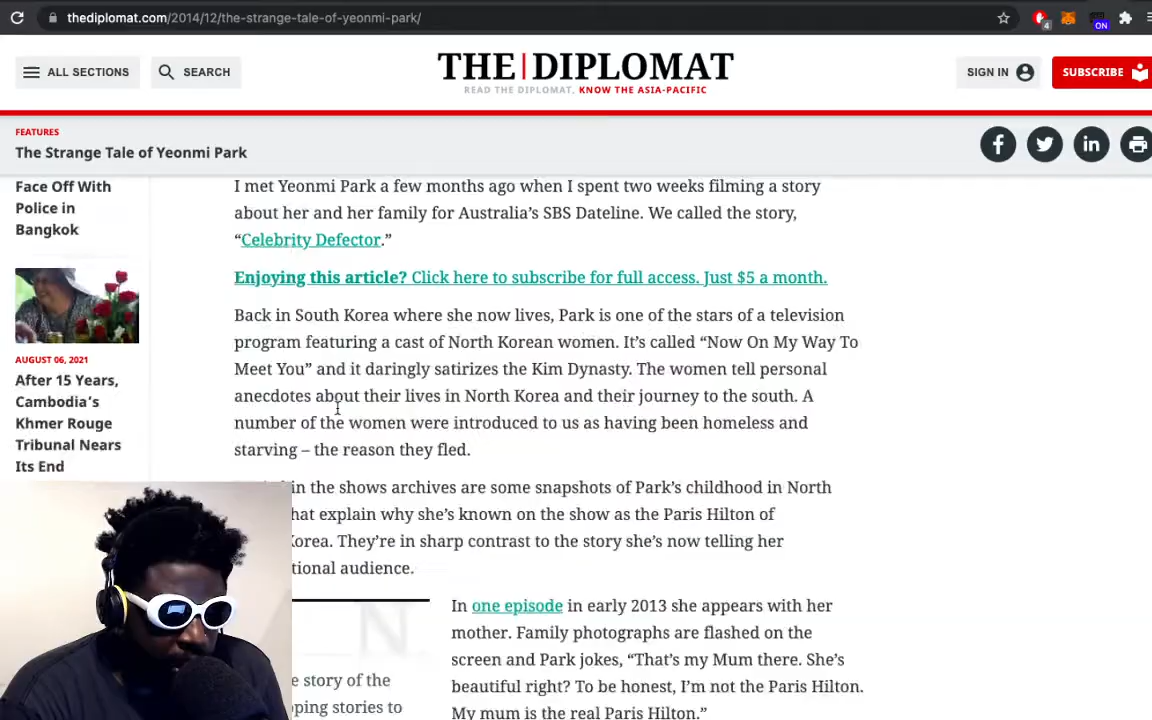 thediplomat.com/2014/12/the-strange-tale-of-yeonmi-park/
4
ON
ALL SECTIONS
SEARCH
THE|DIPLOMAT
READ THE DIPLOMAT, KNOW THE ASIA-PACIFIC
SIGN IN
SUBSCRIBE
FEATURES
The Strange Tale of Yeonmi Park
Face Off With
Police in
Bangkok
AUGUST 06, 2021
After 15 Years,
Cambodia’s
Khmer Rouge
Tribunal Nears
Its End
I met Yeonmi Park a few months ago when I spent two weeks filming a story
about her and her family for Australia’s SBS Dateline. We called the story,
“Celebrity Defector.”
Enjoying this article? Click here to subscribe for full access. Just $5 a month.
Back in South Korea where she now lives, Park is one of the stars of a television
program featuring a cast of North Korean women. It’s called “Now On My Way To
Meet You” and it daringly satirizes the Kim Dynasty. The women tell personal
anecdotes about their lives in North Korea and their journey to the south. A
number of the women were introduced to us as having been homeless and
starving – the reason they fled.
in the shows archives are some snapshots of Park’s childhood in North
that explain why she’s known on the show as the Paris Hilton of
Korea. They’re in sharp contrast to the story she’s now telling her
audience.
N
story of the
stories to
In one episode in early 2013 she appears with her
mother. Family photographs are flashed on the
screen and Park jokes, “That’s my Mum there. She’s
beautiful right? To be honest, I’m not the Paris Hilton.
My mum is the real Paris Hilton.”